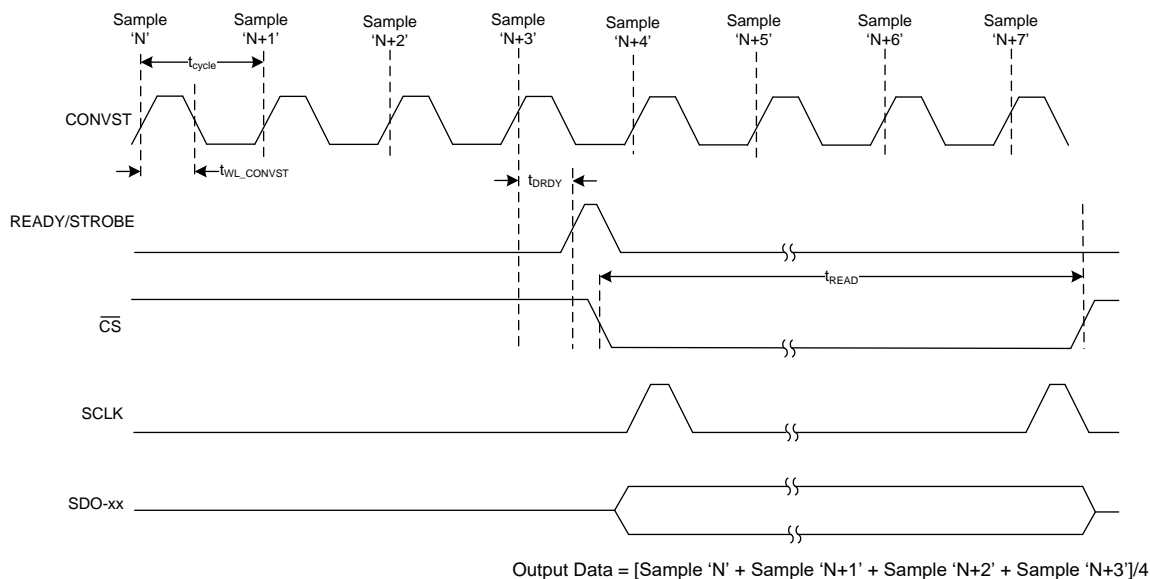 Sample Sample Sample Sample Sample Sample Sample Sample
'N' 'N+1' 'N+2' 'N+3' 'N+4' 'N+5' 'N+6' 'N+7'
tcycle
CONVST
tWL_CONVST
tDRDY
READY/STROBE
tREAD
CS
SCLK
SDO-xx
Output Data = [Sample 'N' + Sample 'N+1' + Sample 'N+2' + Sample 'N+3']/4